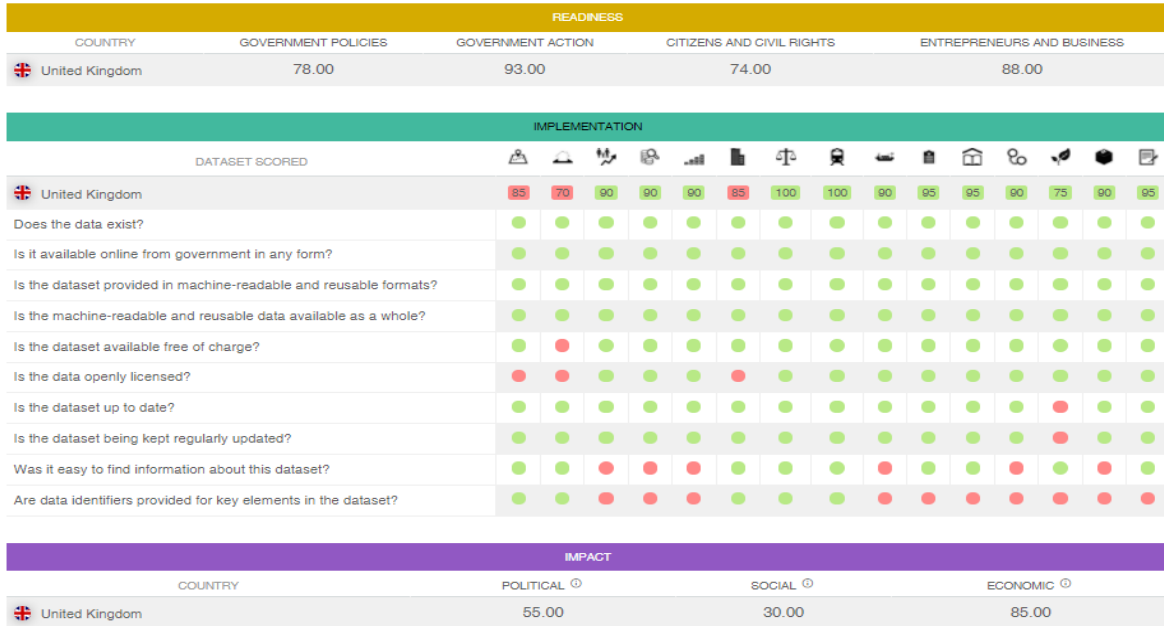 READINESS
COUNTRY GOVERNMENT POLICIES GOVERNMENT ACTION CITIZENS AND CIVIL RIGHTS ENTREPRENEURS AND BUSINESS
United Kingdom 78.00 93.00 74.00 88.00
IMPLEMENTATION
DATASET SCORED
United Kingdom 85 70 90 90 90 85 100 100 90 95 95 90 75 90 95
Does the data exist?
Is it available online from government in any form?
Is the dataset provided in machine-readable and reusable formats?
Is the machine-readable and reusable data available as a whole?
Is the dataset available free of charge?
Is the data openly licensed?
Is the dataset up to date?
Is the dataset being kept regularly updated?
Was it easy to find information about this dataset?
Are data identifiers provided for key elements in the dataset?
IMPACT
COUNTRY POLITICAL SOCIAL ECONOMIC
United Kingdom 55.00 30.00 85.00